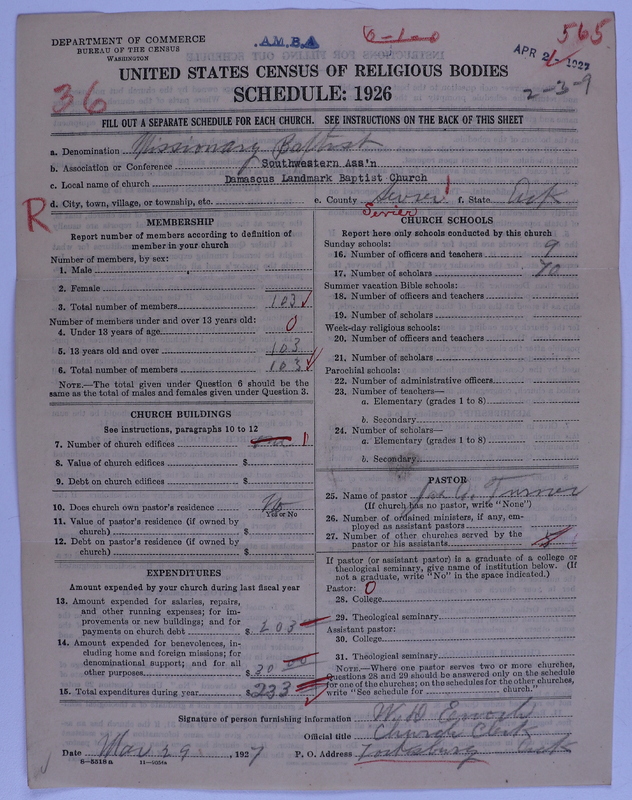 DEPARTMENT OF COMMERCE
BUREAU OF THE CENSUS
WASHINGTON
A.M.B.A
565
APR 2 1927
2-3-9
UNITED STATES CENSUS OF RELIGIOUS BODIES
36
SCHEDULE: 1926
FILL OUT A SEPARATE SCHEDULE FOR EACH CHURCH. SEE INSTRUCTIONS ON THE BACK OF THIS SHEET
a. Denomination Missionary Baptist
b. Association or Conference Southwestern Ass'n
c. Local name of church Damascus Landmark Baptist Church
d. City, town, village, or township, etc. e. County Sevier f. State Ark
Sevier
R
MEMBERSHIP
Report number of members according to definition of
member in your church
Number of members, by sex:
1. Male
2. Female
3. Total number of members 103
Number of members under and over 13 years old:
4. Under 13 years of age 0
5. 13 years old and over 103
6. Total number of members 103
NOTE.—The total given under Question 6 should be the
same as the total of males and females given under Question 3.
CHURCH BUILDINGS
See instructions, paragraphs 10 to 12
7. Number of church edifices 1
8. Value of church edifices $
9. Debt on church edifices $
10. Does church own pastor's residence No
Yes or No
11. Value of pastor's residence (if owned by
church) $
12. Debt on pastor's residence (if owned by
church) $
EXPENDITURES
Amount expended by your church during last fiscal year
13. Amount expended for salaries, repairs,
and other running expenses; for im-
provements or new buildings; and for
payments on church debt $ 203
14. Amount expended for benevolences, in-
cluding home and foreign missions; for
denominational support; and for all
other purposes $ 30 00
15. Total expenditures during year $ 233
CHURCH SCHOOLS
Report here only schools conducted by this church
Sunday schools:
16. Number of officers and teachers 9
17. Number of scholars 70
Summer vacation Bible schools:
18. Number of officers and teachers
19. Number of scholars
Week-day religious schools:
20. Number of officers and teachers
21. Number of scholars
Parochial schools:
22. Number of administrative officers
23. Number of teachers—
a. Elementary (grades 1 to 8)
b. Secondary
24. Number of scholars—
a. Elementary (grades 1 to 8)
b. Secondary
PASTOR
25. Name of pastor Turner
(If church has no pastor, write "None")
26. Number of ordained ministers, if any, em-
ployed as assistant pastors
27. Number of other churches served by the
pastor or his assistants
If pastor (or assistant pastor) is a graduate of a college or
theological seminary, give name of institution below. (If
not a graduate, write "No" in the space indicated.)
Pastor: 0
28. College
29. Theological seminary
Assistant pastor:
30. College
31. Theological seminary
NOTE.—Where one pastor serves two or more churches,
Questions 28 and 29 should be answered only on the schedule
for one of the churches; on the schedules for the other churches,
write "See schedule for church."
Signature of person furnishing information W. D.
Official title Church Clerk
Date Mar 29, 1927 P. O. Address Ark
8—5518 a 11—9051a